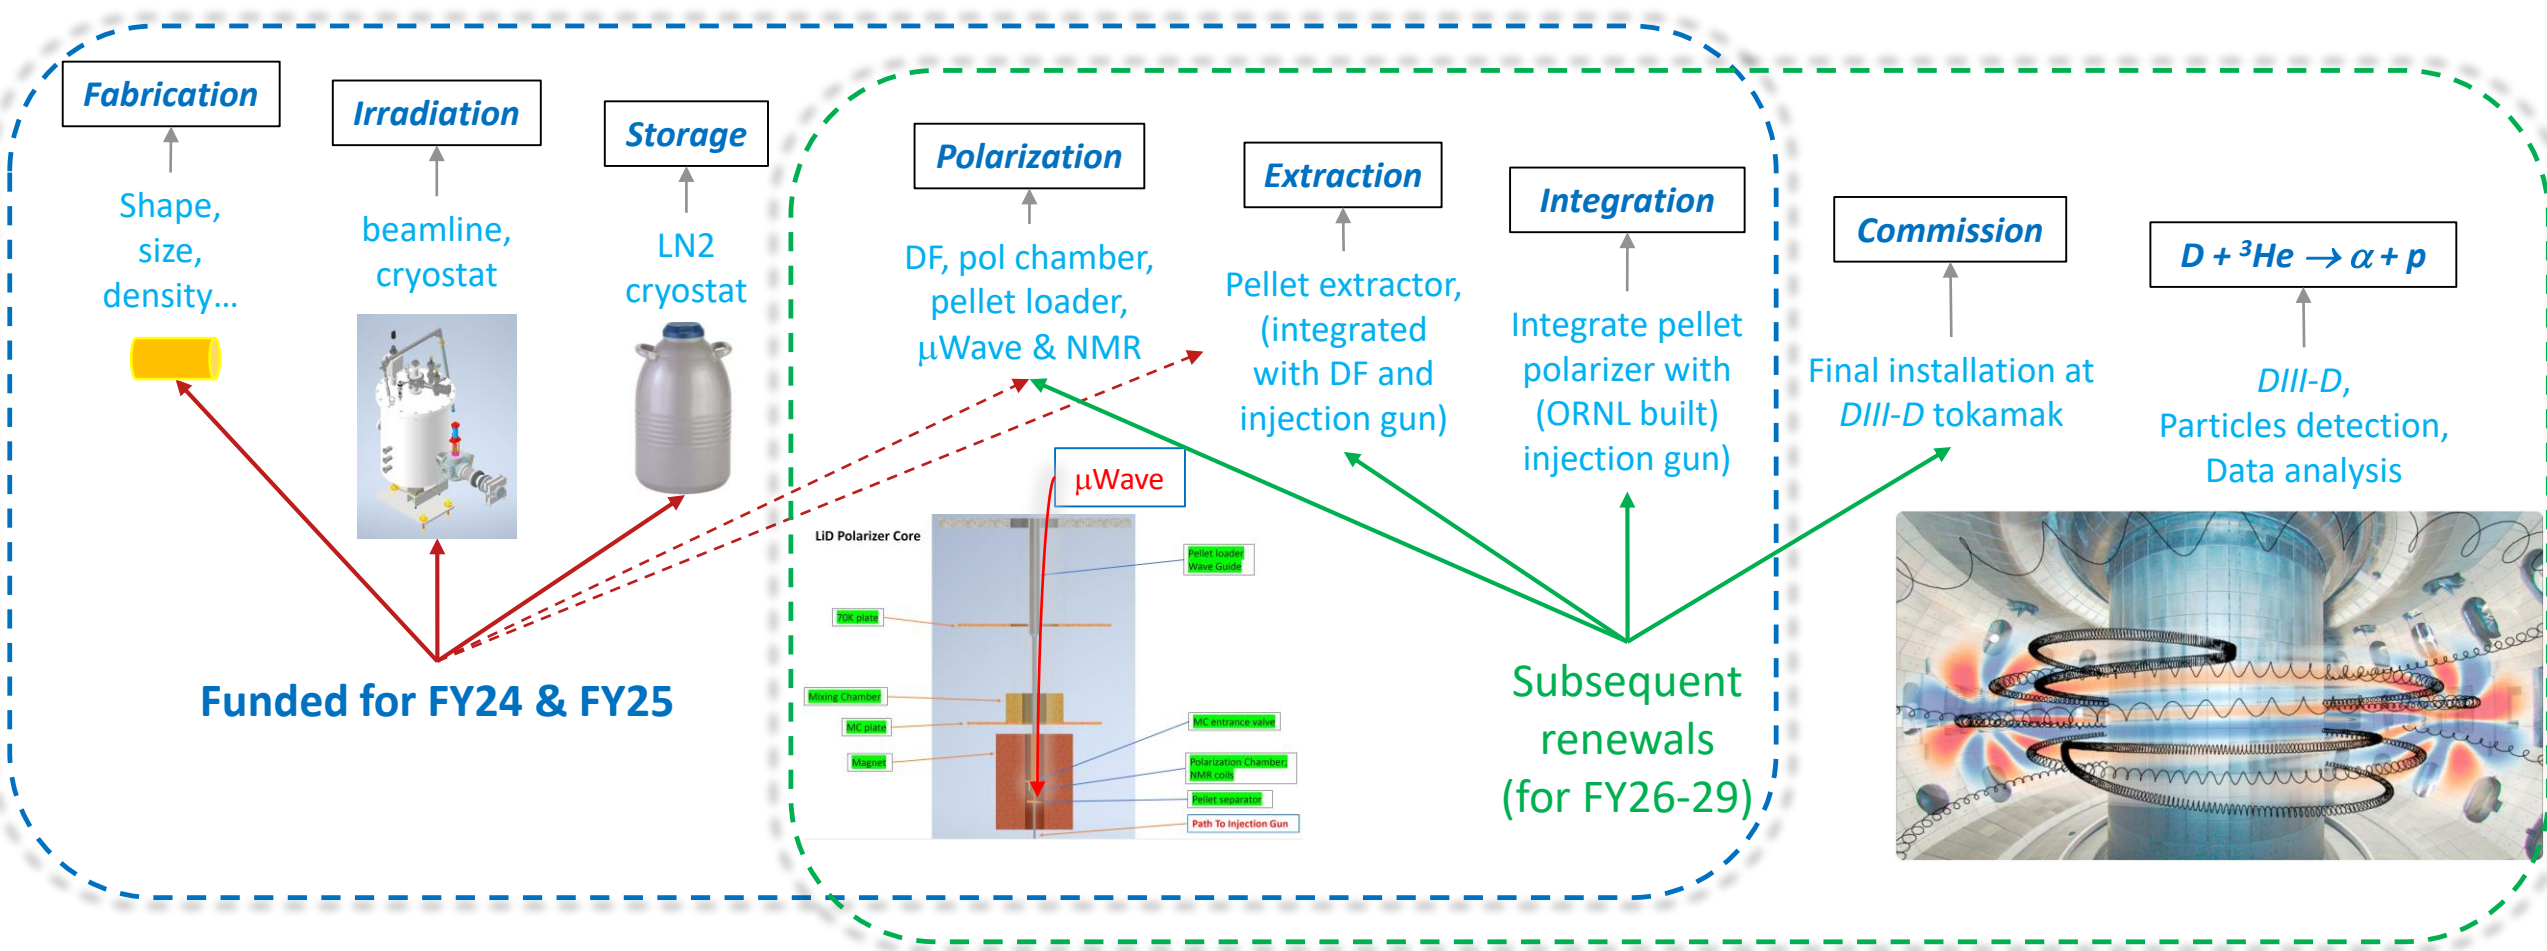 Fabrication
Shape,
size,
density...
Irradiation
beamline,
cryostat
Storage
LN2
cryostat
Funded for FY24 & FY25
Polarization
DF, pol chamber,
pellet loader,
μWave & NMR
Extraction
Pellet extractor,
(integrated
with DF and
injection gun)
Integration
Integrate pellet
polarizer with
(ORNL built)
injection gun)
μWave
LiD Polarizer Core
Pellet loader
Wave Guide
70K plate
Mixing Chamber
MC plate
Magnet
MC entrance valve
Polarization Chamber;
NMR coils
Pellet separator
Path To Injection Gun
Subsequent
renewals
(for FY26-29)
Commission
Final installation at
DIII-D tokamak
D + ³He → α + p
DIII-D,
Particles detection,
Data analysis